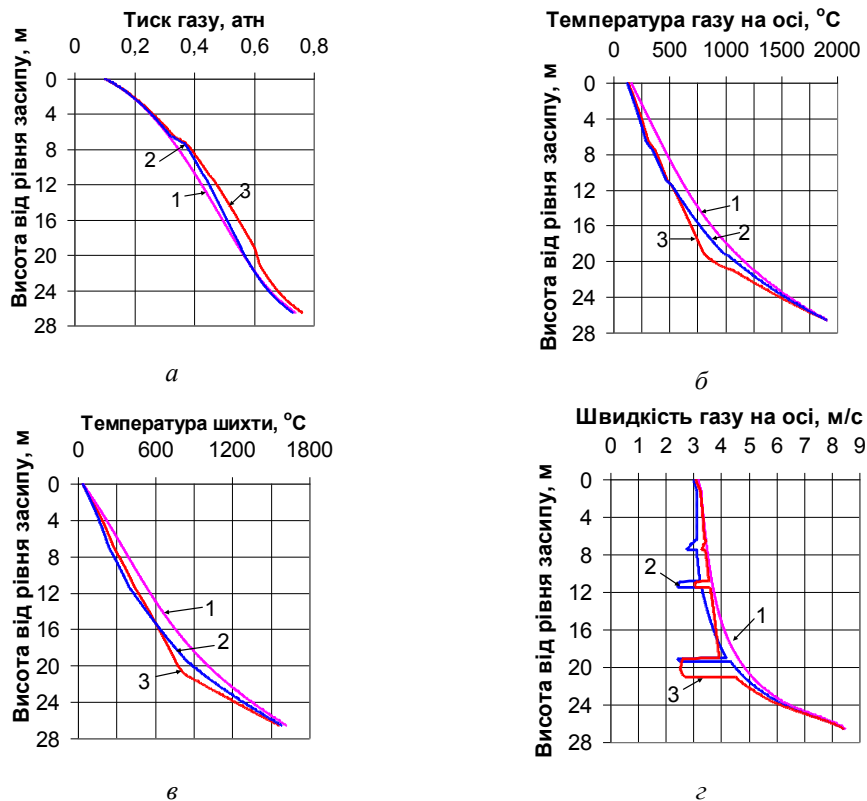 Тиск газу, атн
0 0,2 0,4 0,6 0,8
Висота від рівня засипу, м
0
4
8
12
16
20
24
28
2
1
3
а
Температура газу на осі, °С
0 500 1000 1500 2000
Висота від рівня засипу, м
0
4
8
12
16
20
24
28
1
2
3
б
Температура шихти, °С
0 600 1200 1800
Висота від рівня засипу, м
0
4
8
12
16
20
24
28
1
2
3
в
Швидкість газу на осі, м/с
0 1 2 3 4 5 6 7 8 9
Висота від рівня засипу, м
0
4
8
12
16
20
24
28
2
1
3
г